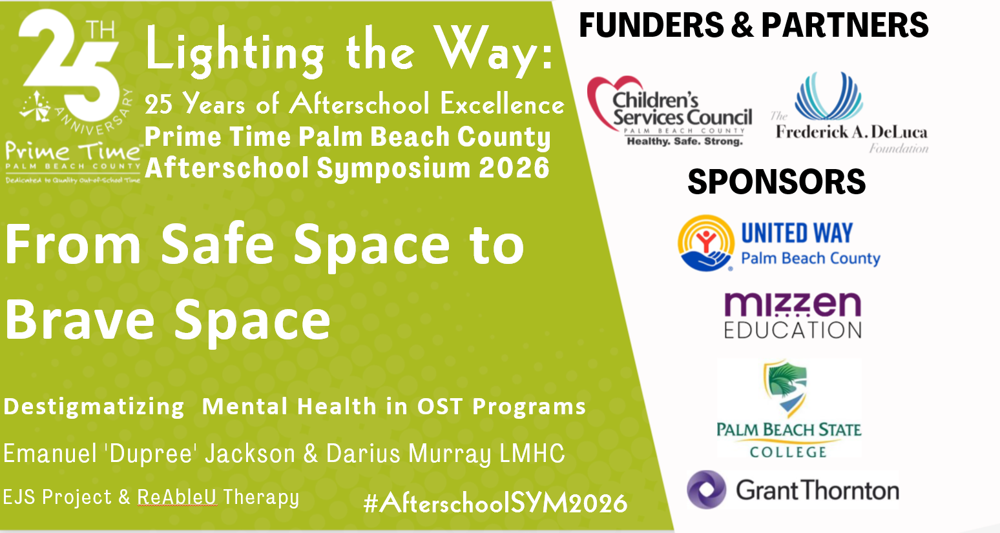 25TH
ANNIVERSARY
Prime Time™
PALM BEACH COUNTY
Dedicated to Quality Out-of-School Time
Lighting the Way:
25 Years of Afterschool Excellence
Prime Time Palm Beach County
Afterschool Symposium 2026
From Safe Space to
Brave Space
Destigmatizing  Mental Health in OST Programs
Emanuel 'Dupree' Jackson & Darius Murray LMHC
EJS Project & ReAbleU Therapy
#AfterschoolSYM2026
FUNDERS & PARTNERS
Children's
Services Council
PALM BEACH COUNTY
Healthy. Safe. Strong.
The
Frederick A. DeLuca
Foundation
SPONSORS
UNITED WAY
Palm Beach County
®
mizzen
EDUCATION
PALM BEACH STATE
COLLEGE
Grant Thornton